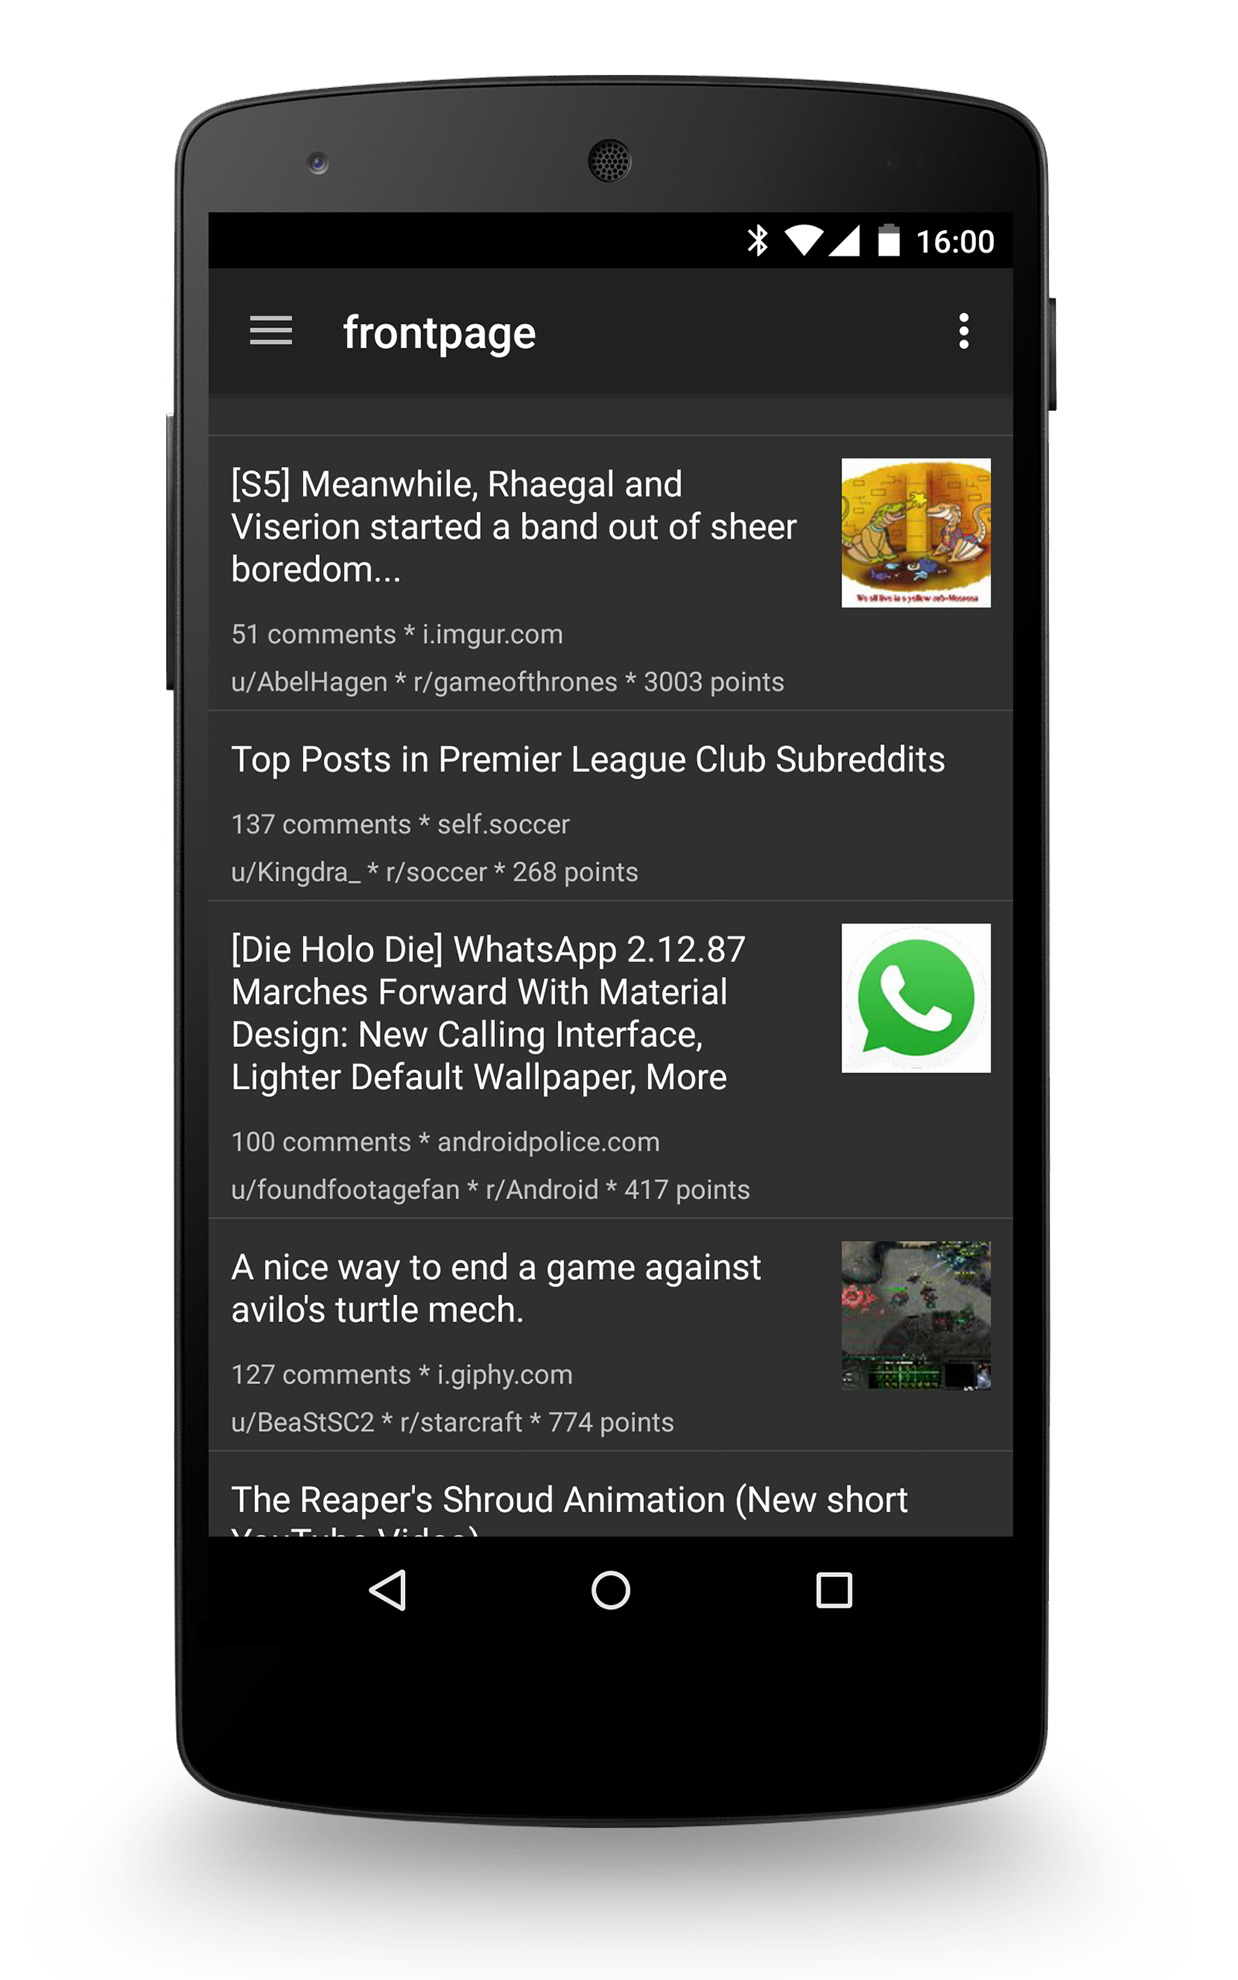 16:00
frontpage
[S5] Meanwhile, Rhaegal and
Viserion started a band out of sheer
boredom...
We all live in a yellow sub-Meereen
51 comments * i.imgur.com
u/AbelHagen * r/gameofthrones * 3003 points
Top Posts in Premier League Club Subreddits
137 comments * self.soccer
u/Kingdra_ * r/soccer * 268 points
[Die Holo Die] WhatsApp 2.12.87
Marches Forward With Material
Design: New Calling Interface,
Lighter Default Wallpaper, More
100 comments * androidpolice.com
u/foundfootagefan * r/Android * 417 points
A nice way to end a game against
avilo's turtle mech.
127 comments * i.giphy.com
u/BeaStSC2 * r/starcraft * 774 points
The Reaper's Shroud Animation (New short
YouTube Video)